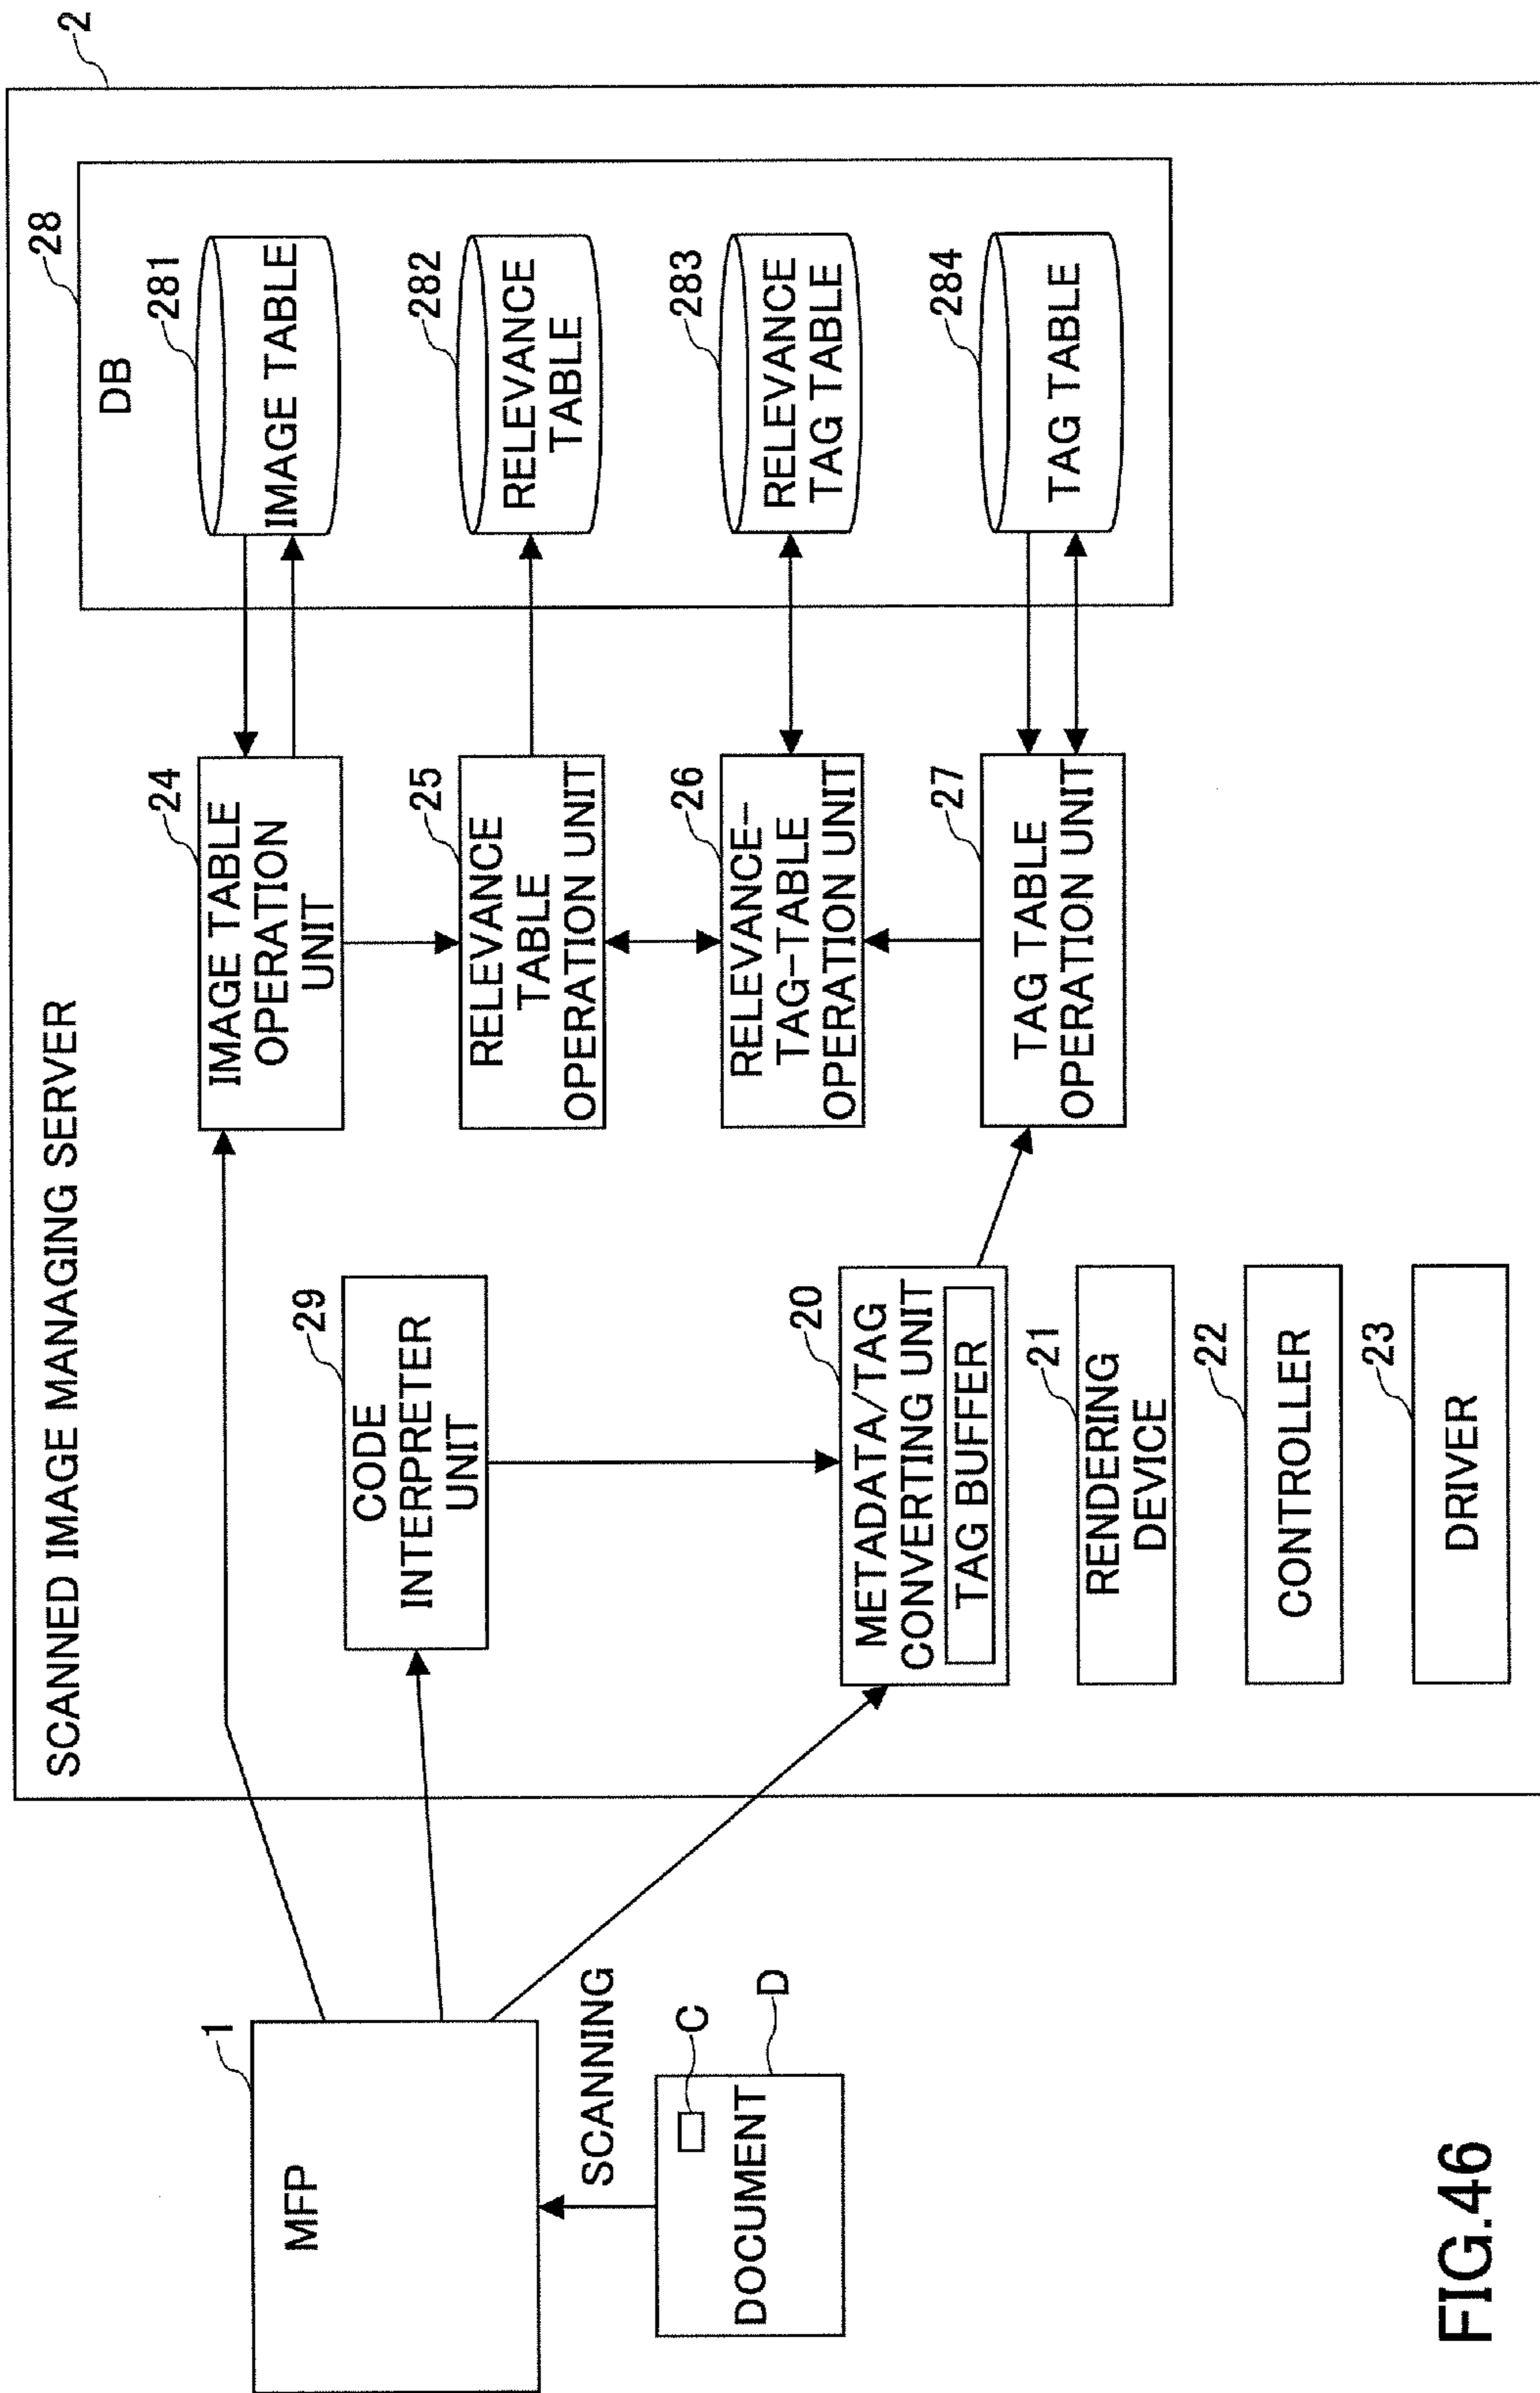 SCANNED IMAGE MANAGING SERVER
2
28
DB
1
MFP
SCANNING
C
D
DOCUMENT
29
CODE
INTERPRETER
UNIT
20
METADATA/TAG
CONVERTING UNIT
TAG BUFFER
21
RENDERING
DEVICE
22
CONTROLLER
23
DRIVER
24
IMAGE TABLE
OPERATION
UNIT
25
RELEVANCE
TABLE
OPERATION UNIT
26
RELEVANCE-
TAG-TABLE
OPERATION UNIT
27
TAG TABLE
OPERATION UNIT
281
IMAGE TABLE
282
RELEVANCE
TABLE
283
RELEVANCE
TAG TABLE
284
TAG TABLE
FIG.46